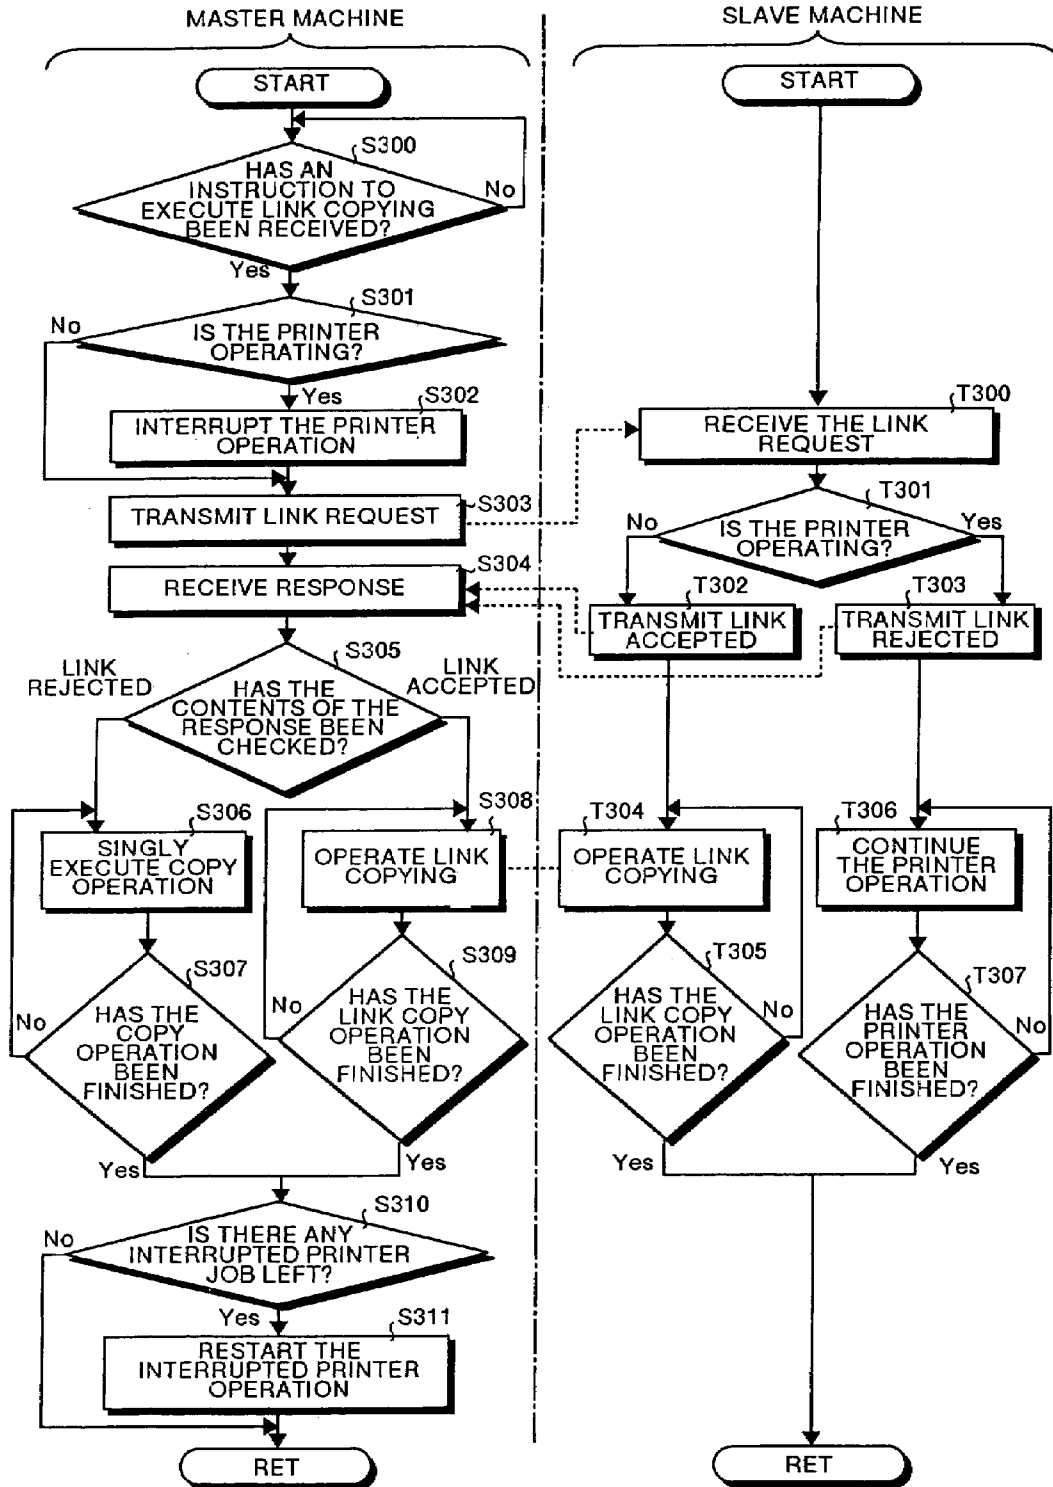 MASTER MACHINE
START
S300
HAS AN
INSTRUCTION TO
EXECUTE LINK COPYING
BEEN RECEIVED?
No
Yes
S301
No
IS THE PRINTER
OPERATING?
Yes
S302
INTERRUPT THE PRINTER
OPERATION
S303
TRANSMIT LINK REQUEST
S304
RECEIVE RESPONSE
S305
LINK
REJECTED
LINK
ACCEPTED
HAS THE
CONTENTS OF THE
RESPONSE BEEN
CHECKED?
S306
SINGLY
EXECUTE COPY
OPERATION
S308
OPERATE LINK
COPYING
S307
No
HAS THE
COPY
OPERATION
BEEN
FINISHED?
Yes
S309
No
HAS THE
LINK COPY
OPERATION
BEEN
FINISHED?
Yes
S310
No
IS THERE ANY
INTERRUPTED PRINTER
JOB LEFT?
Yes
S311
RESTART THE
INTERRUPTED PRINTER
OPERATION
RET
SLAVE MACHINE
START
T300
RECEIVE THE LINK
REQUEST
T301
No
Yes
IS THE PRINTER
OPERATING?
T302
TRANSMIT LINK
ACCEPTED
T303
TRANSMIT LINK
REJECTED
T304
OPERATE LINK
COPYING
T306
CONTINUE
THE PRINTER
OPERATION
T305
HAS THE
LINK COPY
OPERATION
BEEN
FINISHED?
No
Yes
T307
HAS THE
PRINTER
OPERATION
BEEN
FINISHED?
No
Yes
RET